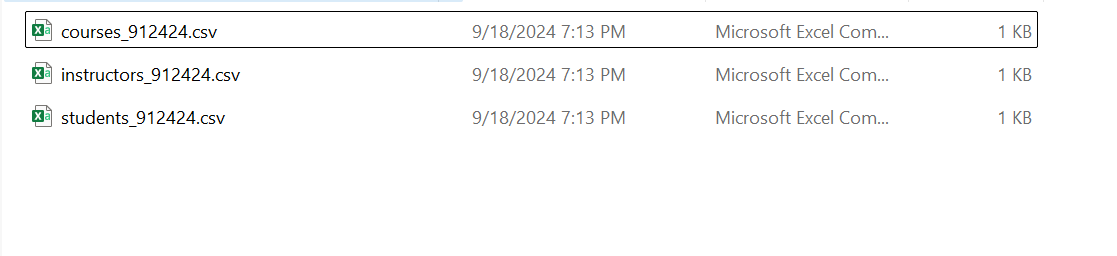 courses_912424.csv 9/18/2024 7:13 PM Microsoft Excel Com... 1 KB
instructors_912424.csv 9/18/2024 7:13 PM Microsoft Excel Com... 1 KB
students_912424.csv 9/18/2024 7:13 PM Microsoft Excel Com... 1 KB